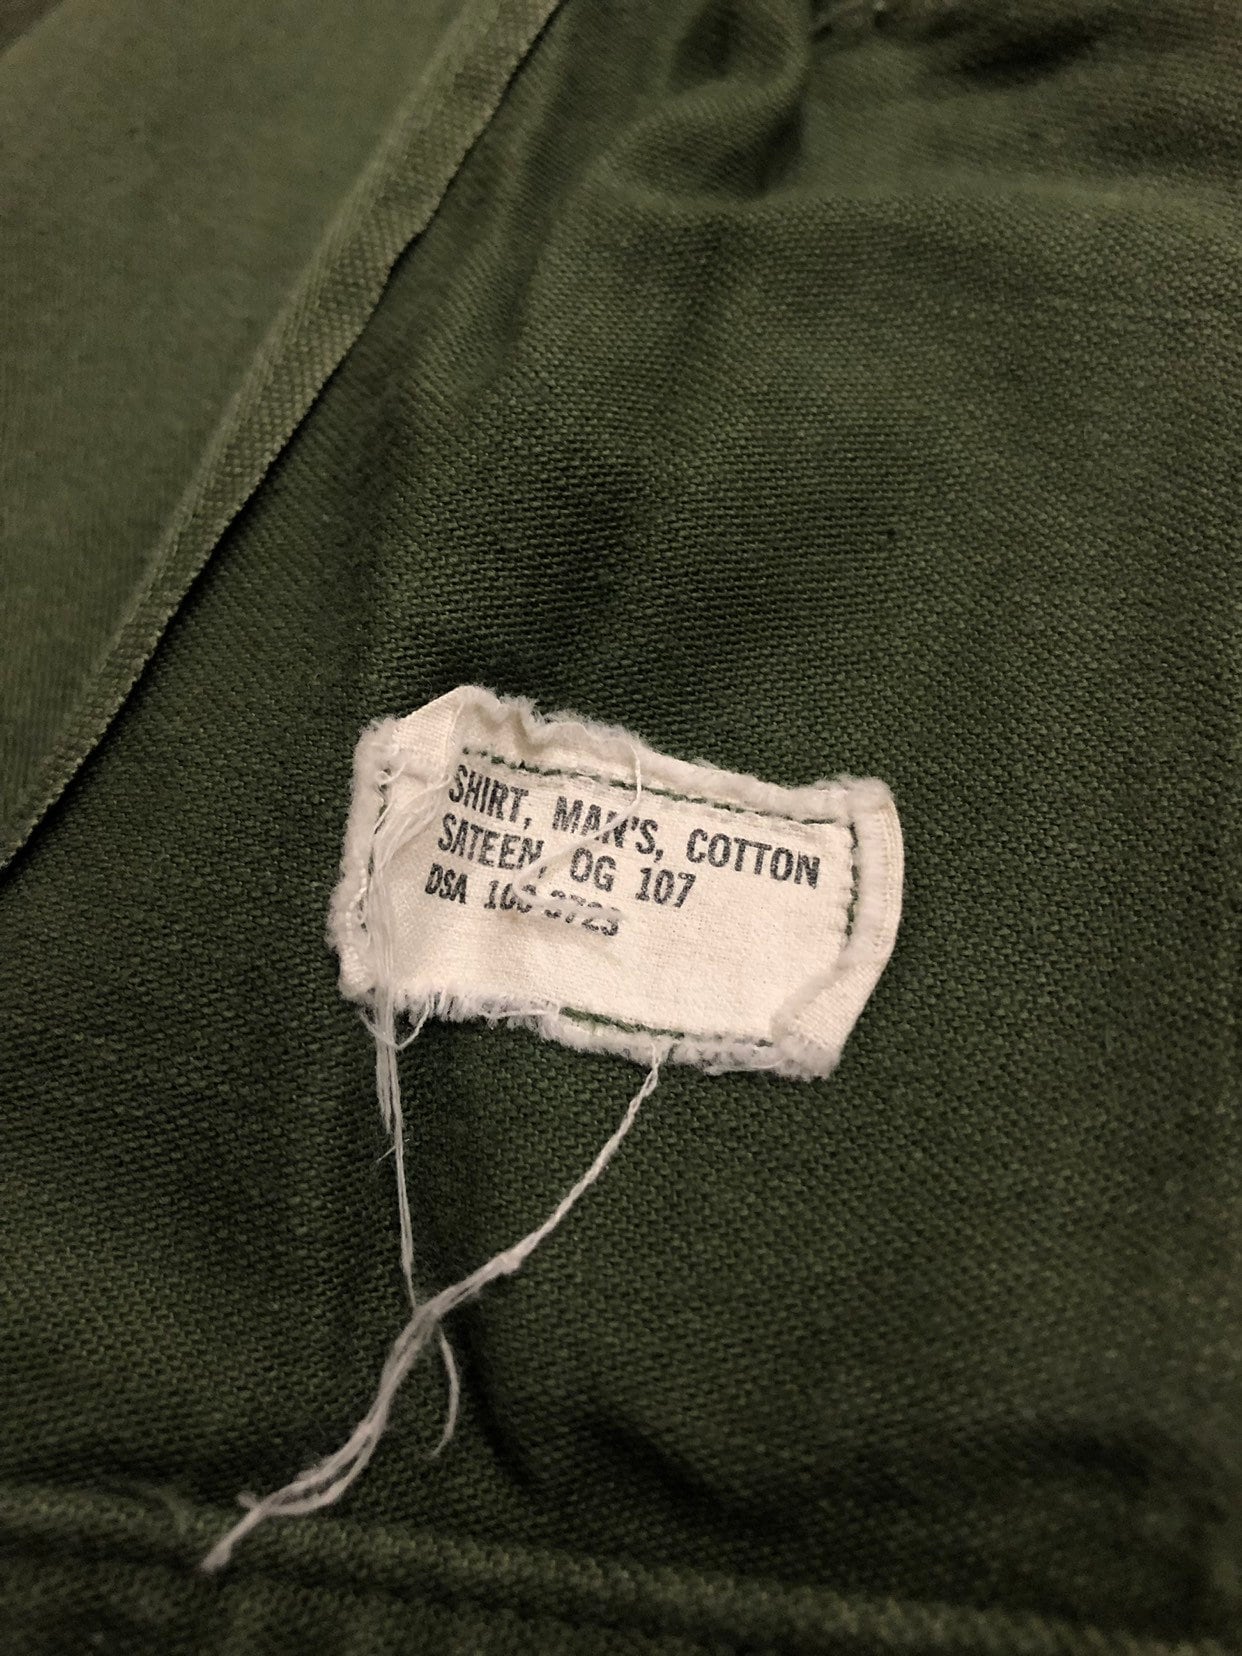 SHIRT, MAN'S, COTTON
SATEEN, OG 107
DSA